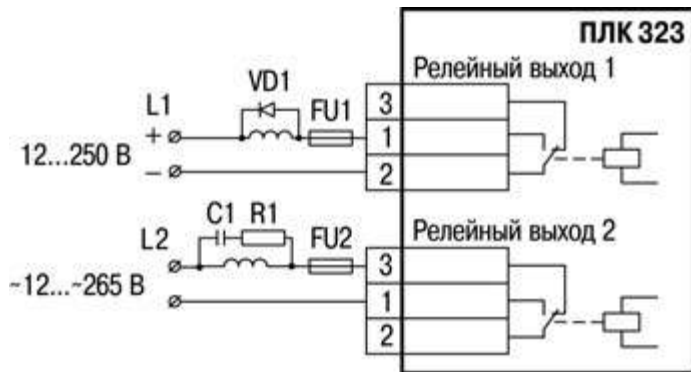 ПЛК 323
Релейный выход 1
VD1
L1
FU1
3
+
1
12...250 В
–
2
Релейный выход 2
C1 R1
L2
FU2
3
~12...~265 В
1
2